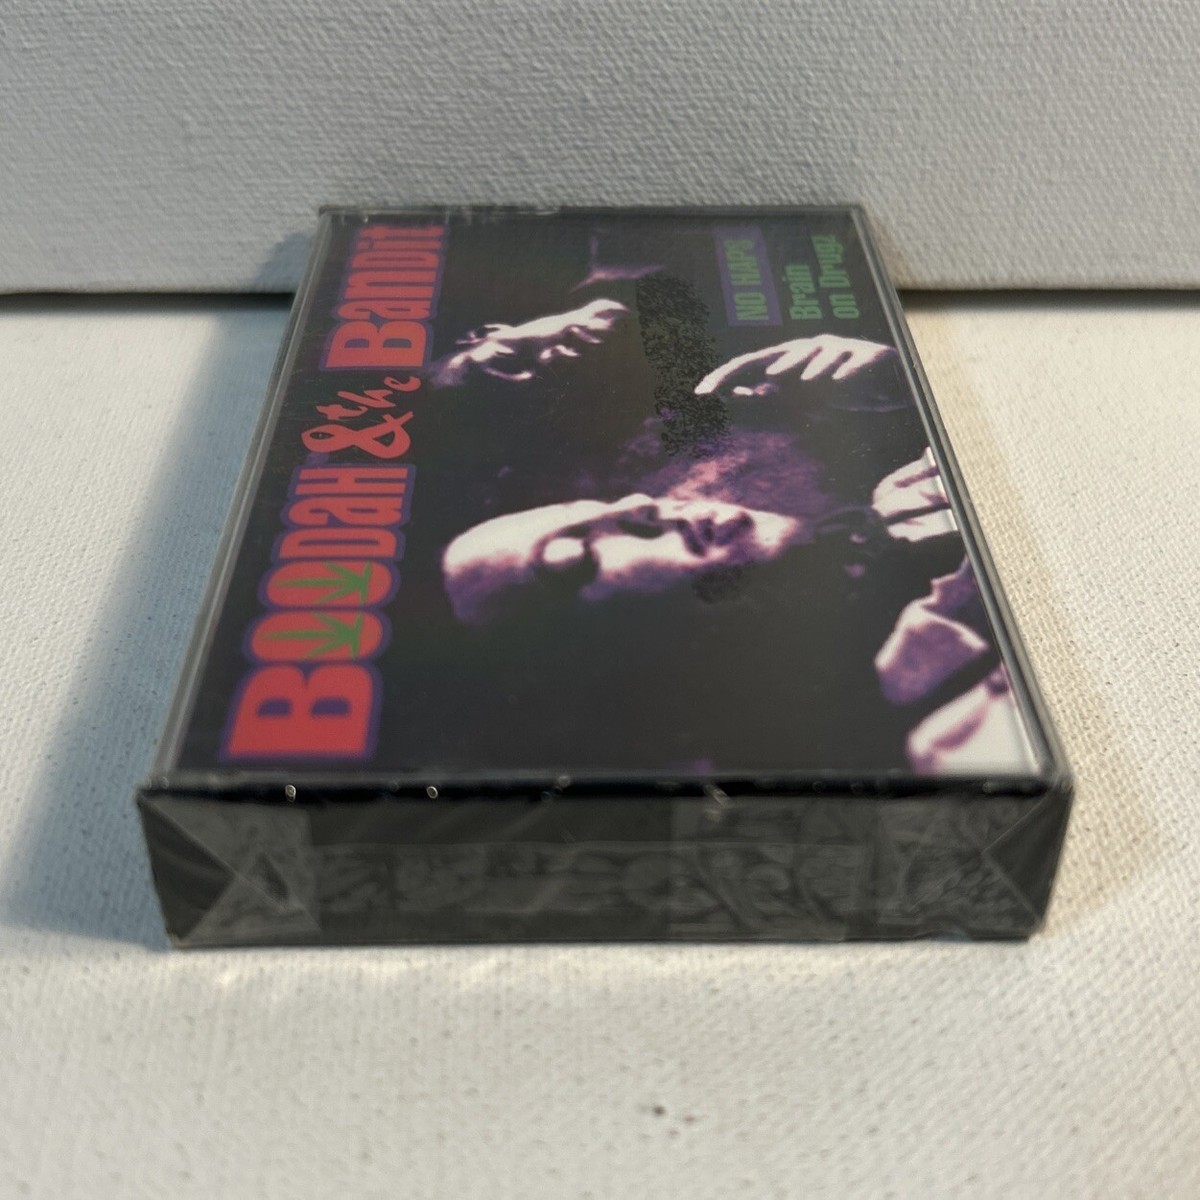 BOODAH & the BANDIT
NO HAPS
Brain
on Drugz